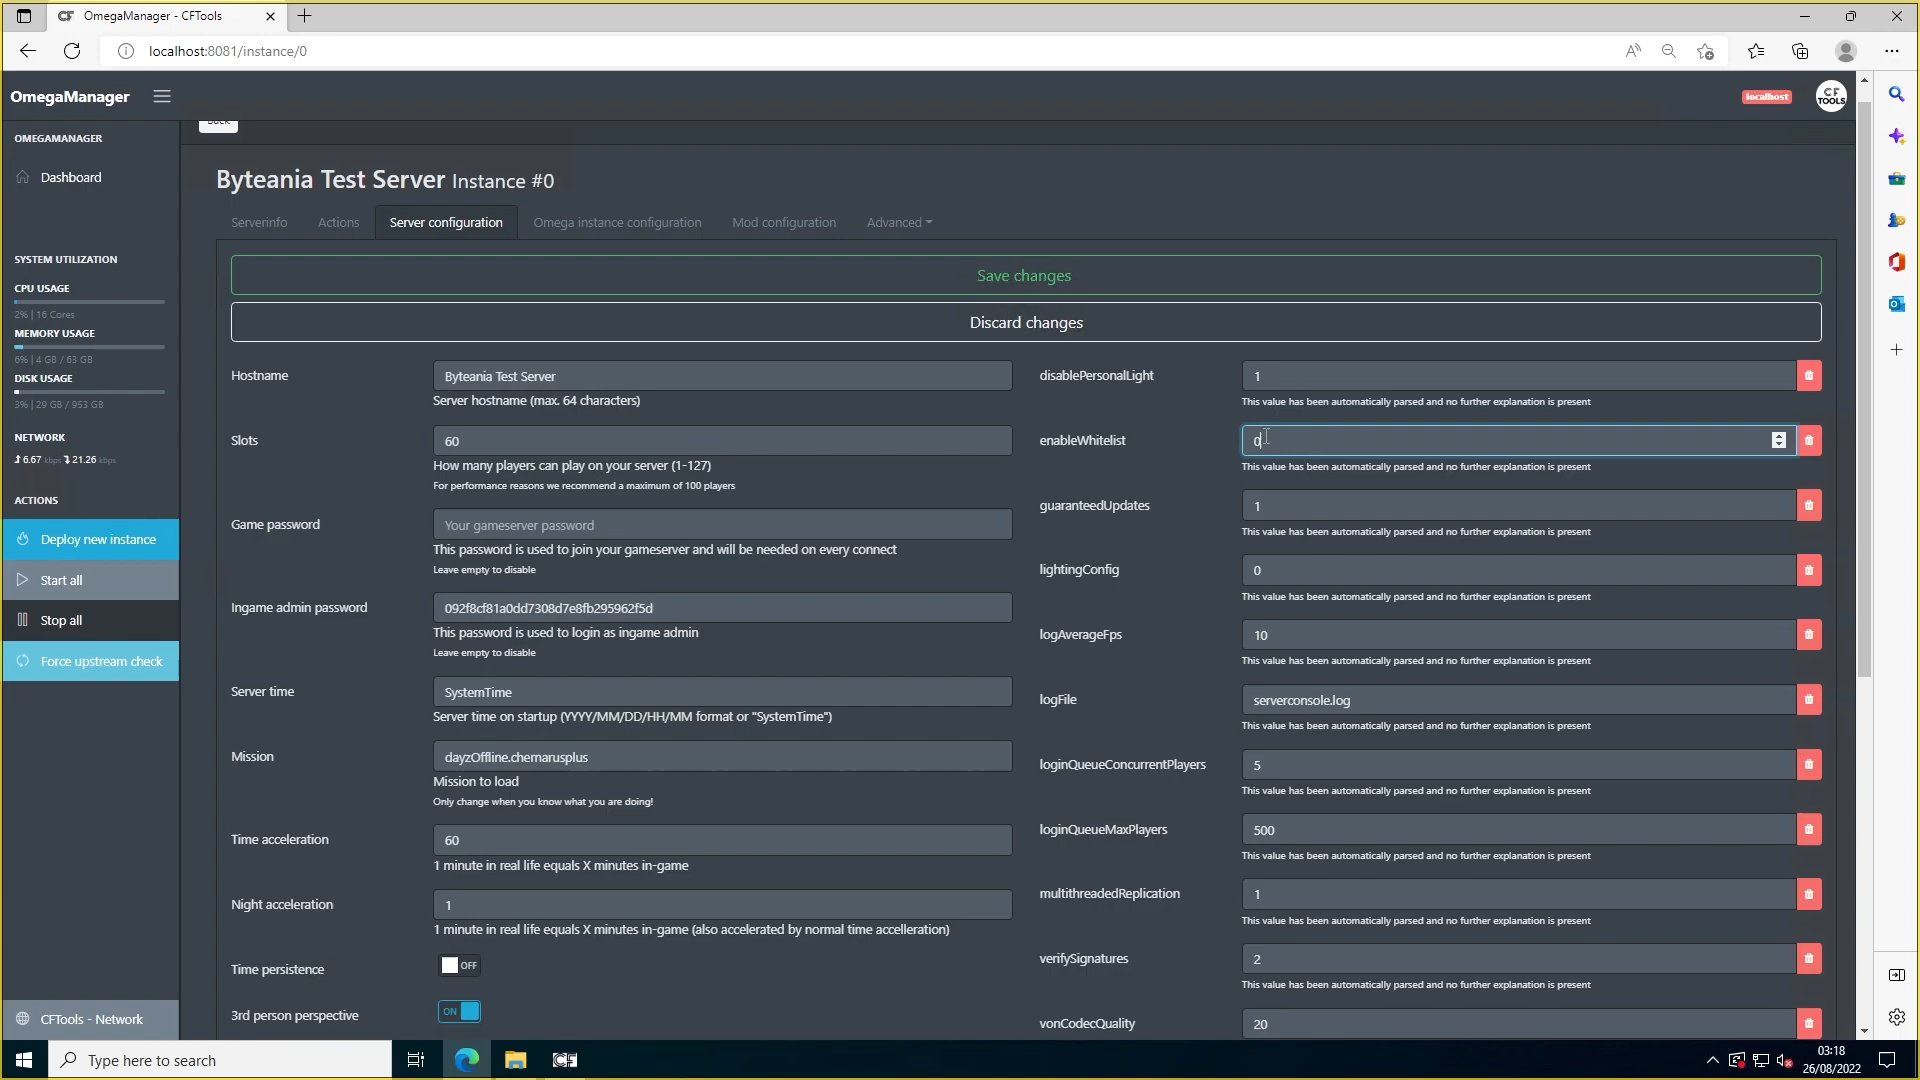 OmegaManager - CFTools
localhost:8081/instance/0
OmegaManager
localhost
CF TOOLS
OMEGAMANAGER
Back
Dashboard
Byteania Test Server Instance #0
Serverinfo
Actions
Server configuration
Omega instance configuration
Mod configuration
Advanced
SYSTEM UTILIZATION
CPU USAGE
2% | 16 Cores
MEMORY USAGE
6% | 4 GB / 63 GB
DISK USAGE
3% | 29 GB / 953 GB
NETWORK
6.67 kbps 21.26 kbps
ACTIONS
Deploy new instance
Start all
Stop all
Force upstream check
CFTools - Network
Save changes
Discard changes
Hostname
Byteania Test Server
Server hostname (max. 64 characters)
Slots
60
How many players can play on your server (1-127)
For performance reasons we recommend a maximum of 100 players
Game password
Your gameserver password
This password is used to join your gameserver and will be needed on every connect
Leave empty to disable
Ingame admin password
092f8cf81a0dd7308d7e8fb295962f5d
This password is used to login as ingame admin
Leave empty to disable
Server time
SystemTime
Server time on startup (YYYY/MM/DD/HH/MM format or "SystemTime")
Mission
dayzOffline.chernarusplus
Mission to load
Only change when you know what you are doing!
Time acceleration
60
1 minute in real life equals X minutes in-game
Night acceleration
1
1 minute in real life equals X minutes in-game (also accelerated by normal time accelleration)
Time persistence
OFF
3rd person perspective
ON
disablePersonalLight
1
This value has been automatically parsed and no further explanation is present
enableWhitelist
0
This value has been automatically parsed and no further explanation is present
guaranteedUpdates
1
This value has been automatically parsed and no further explanation is present
lightingConfig
0
This value has been automatically parsed and no further explanation is present
logAverageFps
10
This value has been automatically parsed and no further explanation is present
logFile
serverconsole.log
This value has been automatically parsed and no further explanation is present
loginQueueConcurrentPlayers
5
This value has been automatically parsed and no further explanation is present
loginQueueMaxPlayers
500
This value has been automatically parsed and no further explanation is present
multithreadedReplication
1
This value has been automatically parsed and no further explanation is present
verifySignatures
2
This value has been automatically parsed and no further explanation is present
vonCodecQuality
20
Type here to search
CF
03:18
26/08/2022